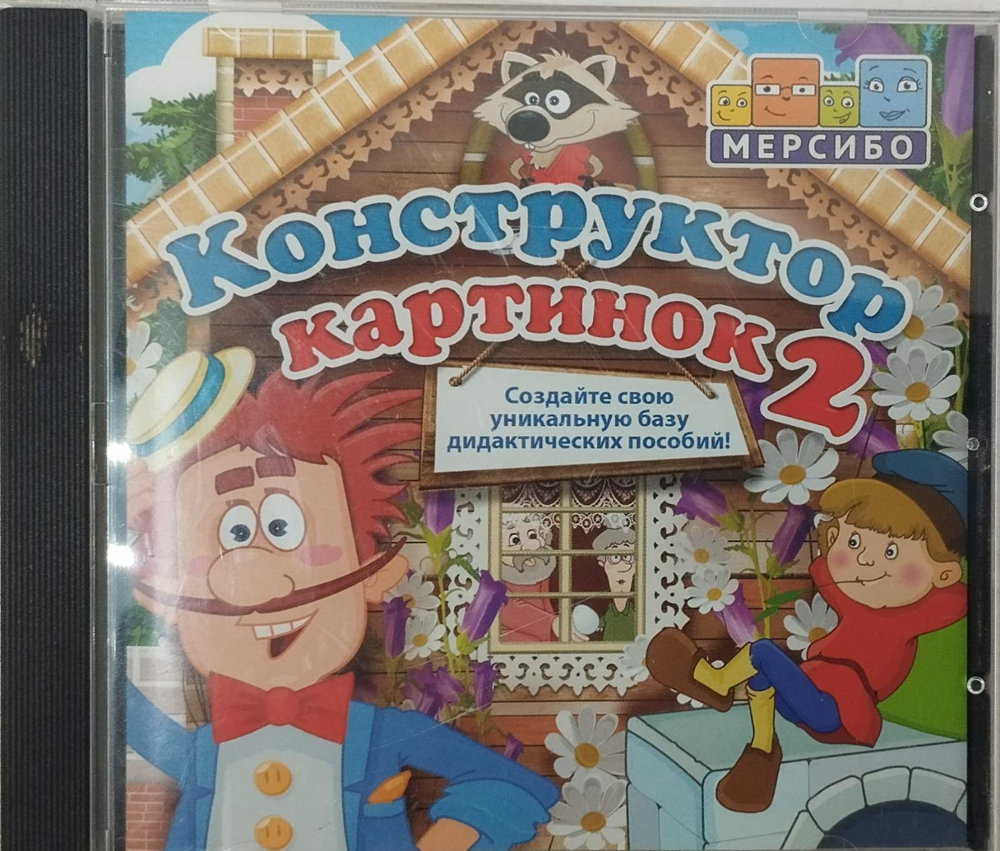 МЕРСИБО
Конструктор
картинок 2
Создайте свою
уникальную базу
дидактических пособий!